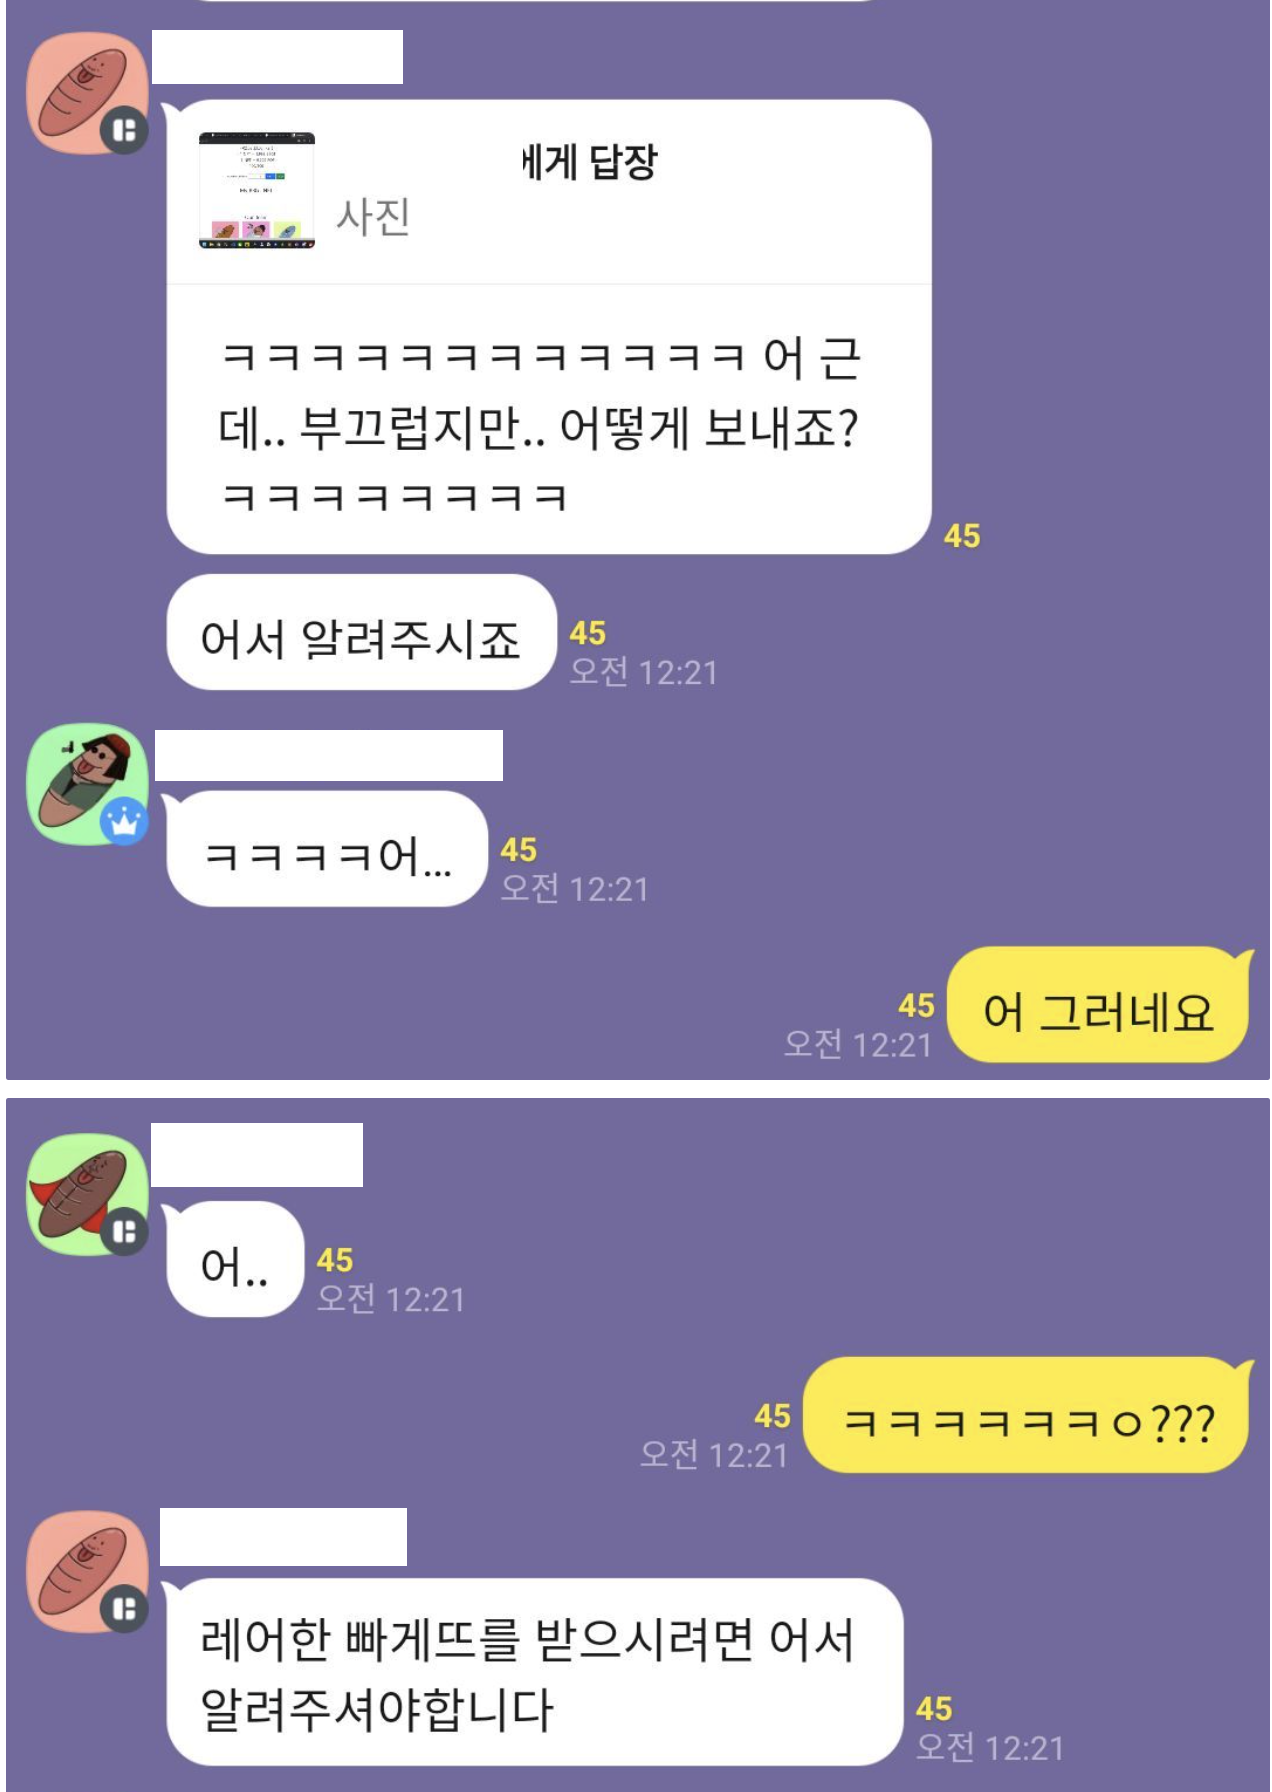 에게 답장
사진
ㅋㅋㅋㅋㅋㅋㅋㅋㅋㅋㅋㅋ 어 근
데.. 부끄럽지만.. 어떻게 보내죠?
ㅋㅋㅋㅋㅋㅋㅋㅋ
45
어서 알려주시죠
45
오전 12:21
ㅋㅋㅋㅋ어...
45
오전 12:21
어 그러네요
45
오전 12:21
어..
45
오전 12:21
ㅋㅋㅋㅋㅋㅋㅇ???
45
오전 12:21
레어한 빠게뜨를 받으시려면 어서
알려주셔야합니다
45
오전 12:21